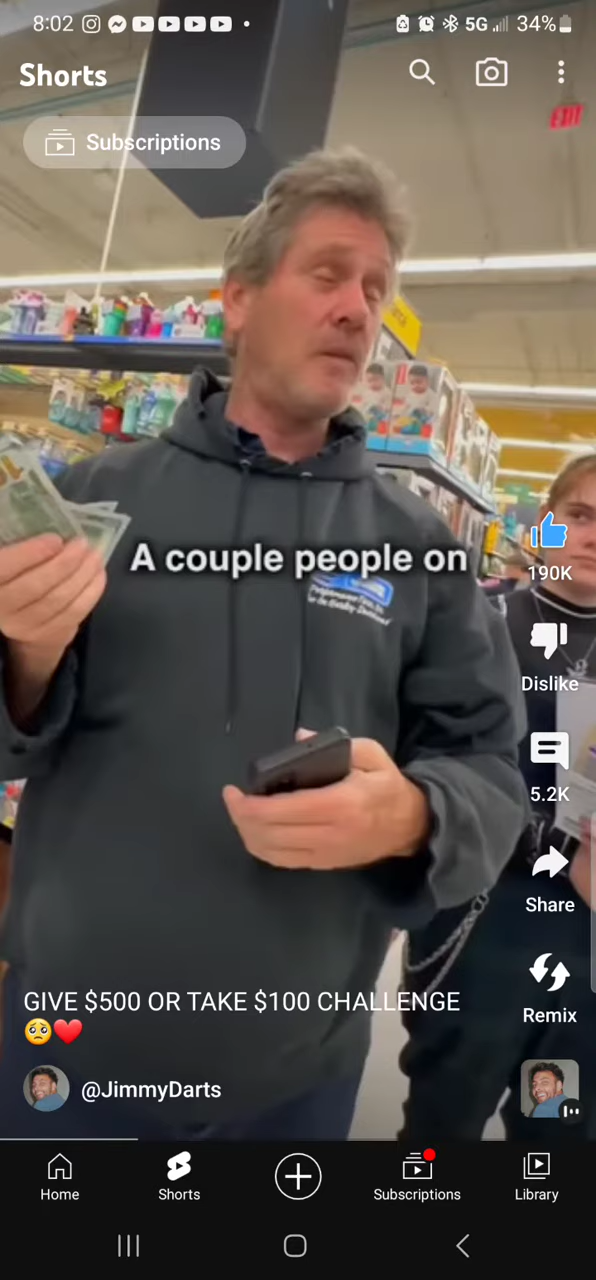 8:02
5G
34%
Shorts
EXIT
Subscriptions
A couple people on
190K
Dislike
5.2K
Share
GIVE $500 OR TAKE $100 CHALLENGE
Remix
@JimmyDarts
Home
Shorts
Subscriptions
Library